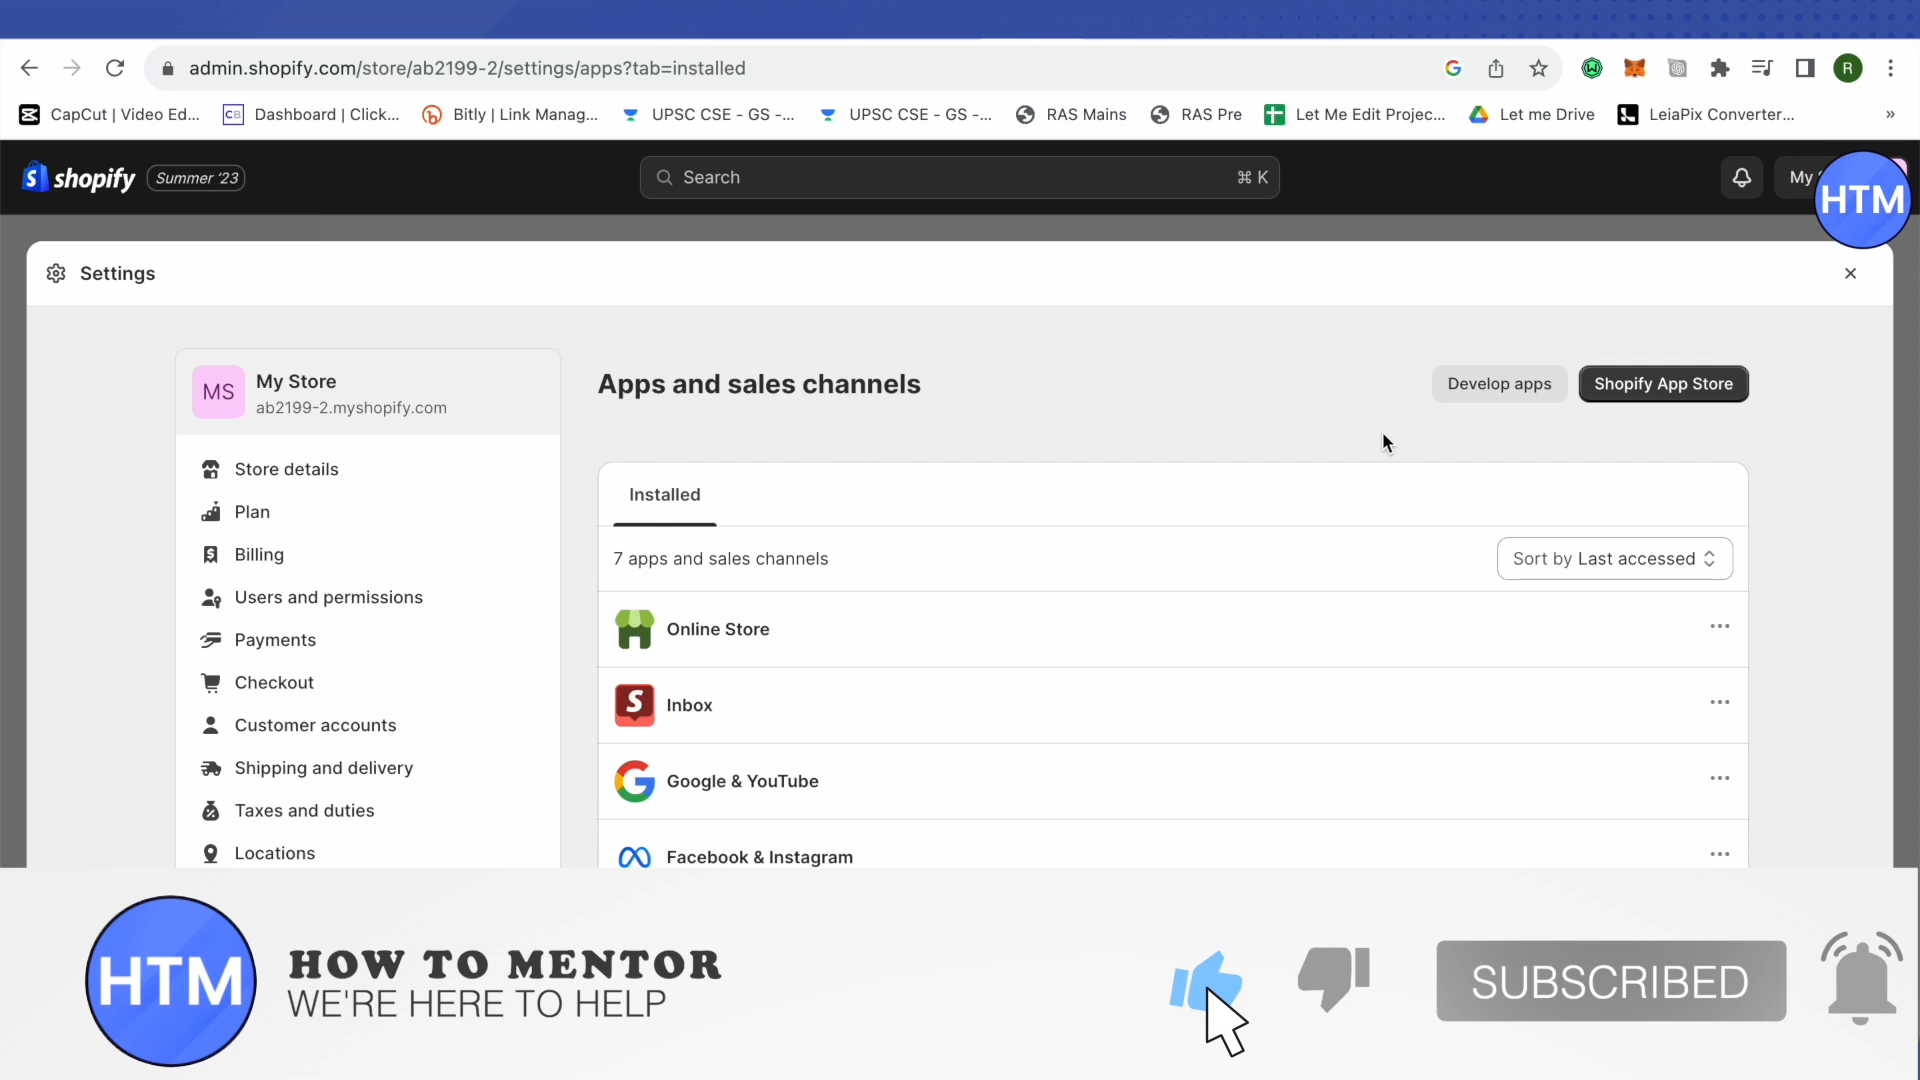 admin.shopify.com/store/ab2199-2/settings/apps?tab=installed
R
CapCut | Video Ed...
CB
Dashboard | Click...
Bitly | Link Manag...
UPSC CSE - GS -...
UPSC CSE - GS -...
RAS Mains
RAS Pre
Let Me Edit Projec...
Let me Drive
LeiaPix Converter...
»
shopify
Summer '23
Search
⌘ K
My
HTM
Settings
MS
My Store
ab2199-2.myshopify.com
Store details
Plan
Billing
Users and permissions
Payments
Checkout
Customer accounts
Shipping and delivery
Taxes and duties
Locations
Apps and sales channels
Develop apps
Shopify App Store
Installed
7 apps and sales channels
Sort by Last accessed
Online Store
Inbox
Google & YouTube
Facebook & Instagram
HTM
HOW TO MENTOR
WE'RE HERE TO HELP
SUBSCRIBED